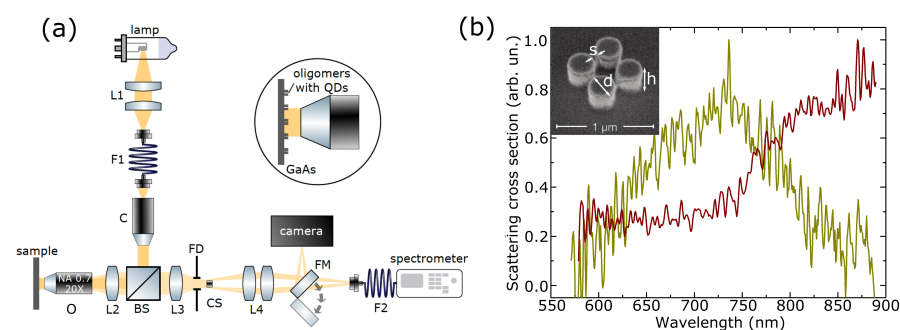 (a)
lamp
L1
F1
C
oligomers
with QDs
GaAs
sample
NA 0.7
20X
O
L2
BS
L3
FD
CS
L4
camera
FM
F2
spectrometer
(b)
Scattering cross section (arb. un.)
1.0
0.8
0.6
0.4
0.2
0.0
s
d
h
1 μm
550 600 650 700 750 800 850 900
Wavelength (nm)